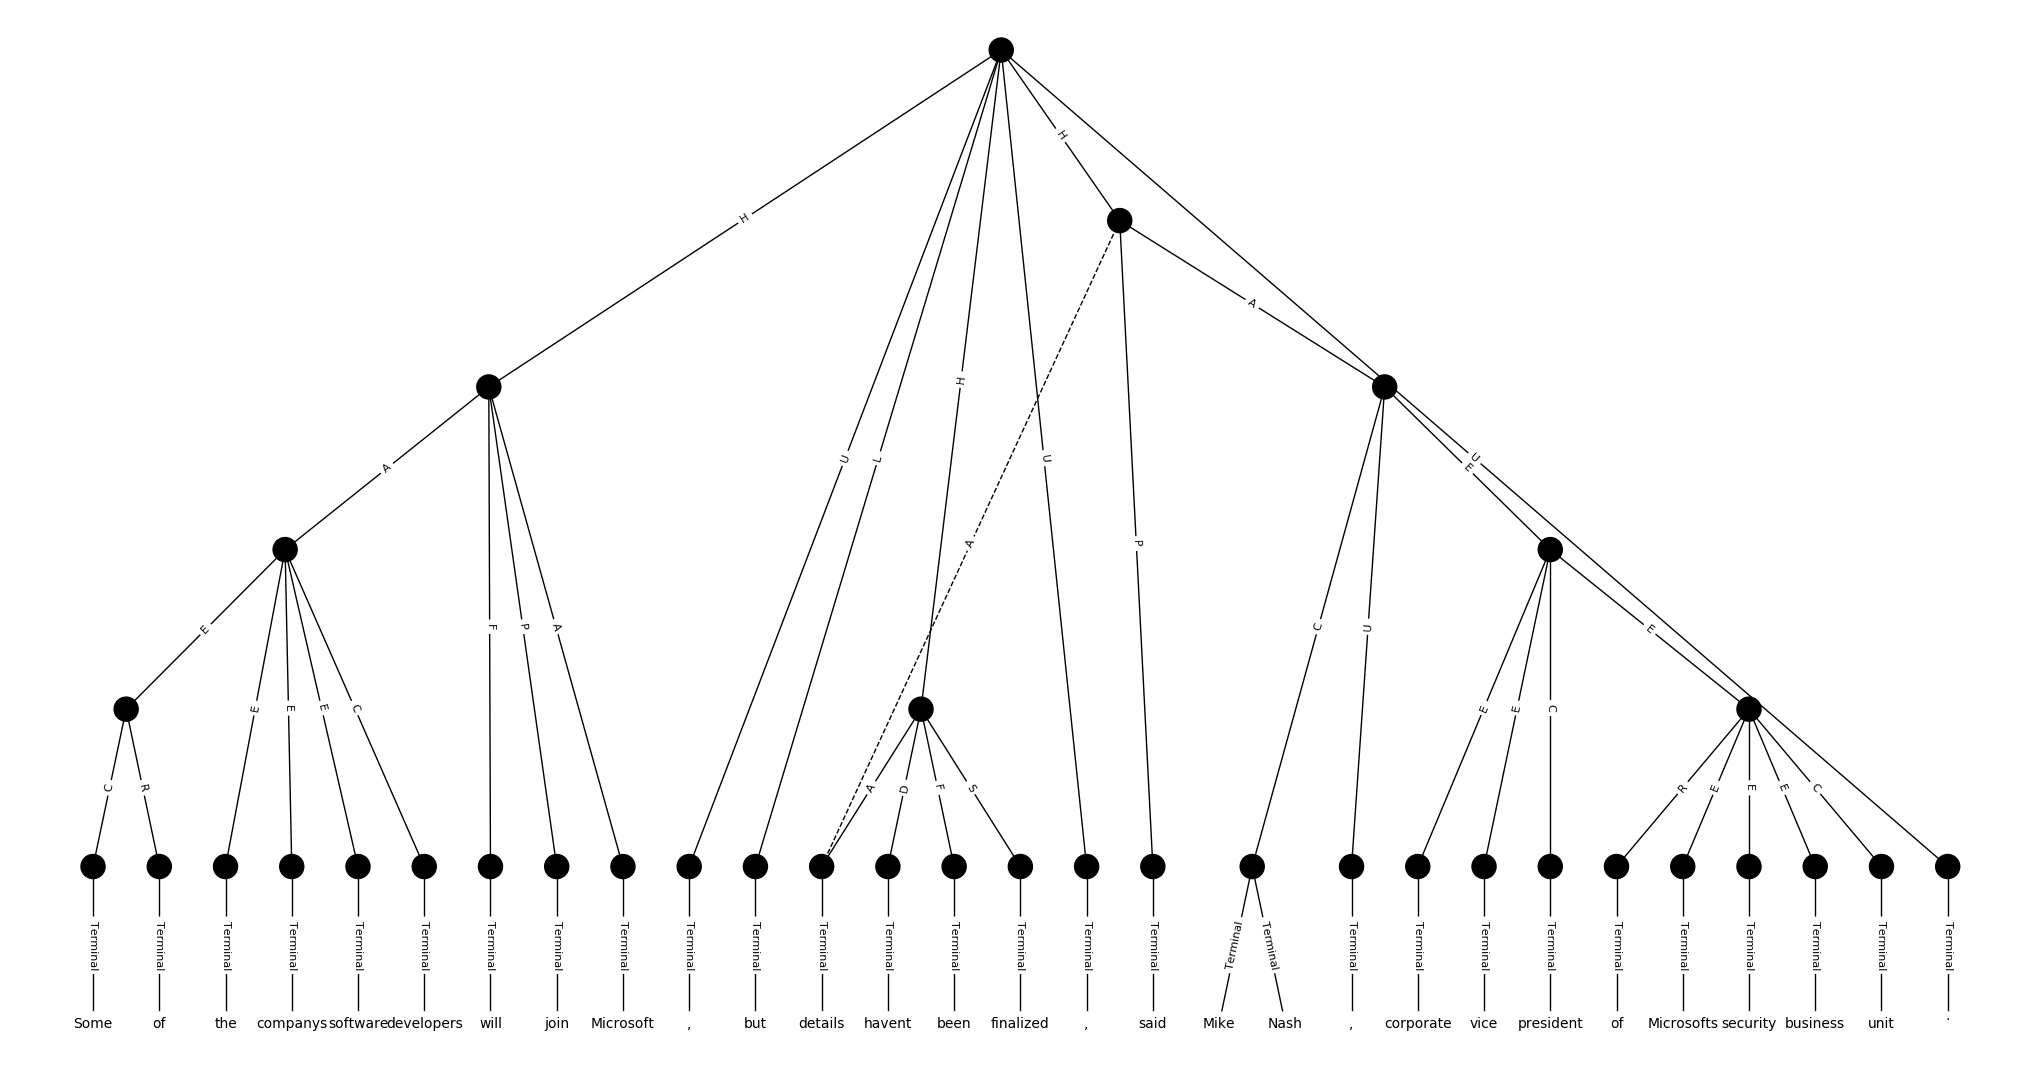 H
H
A
H
A
U
L
U
U
E
A
P
E
F
P
A
C
U
E
E
E
E
C
E
E
C
C
R
A
D
F
S
R
E
E
E
C
Terminal Terminal Terminal Terminal Terminal Terminal Terminal Terminal Terminal Terminal Terminal Terminal Terminal Terminal Terminal Terminal Terminal Terminal Terminal Terminal Terminal Terminal Terminal Terminal Terminal Terminal Terminal Terminal Terminal
Some of the companys software developers will join Microsoft , but details havent been finalized , said Mike Nash , corporate vice president of Microsofts security business unit .